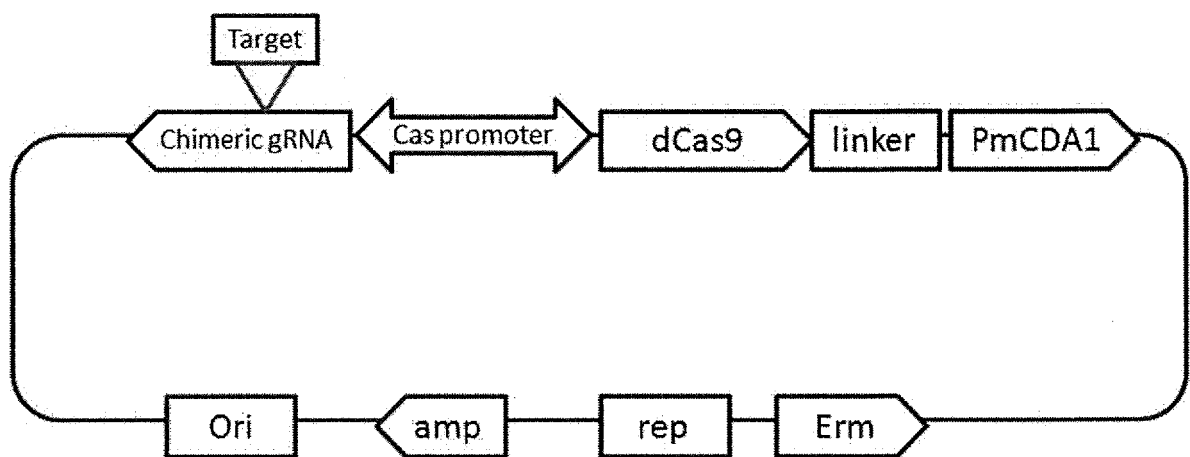 Target
Chimeric gRNA
Cas promoter
dCas9
linker
PmCDA1
Ori
amp
rep
Erm